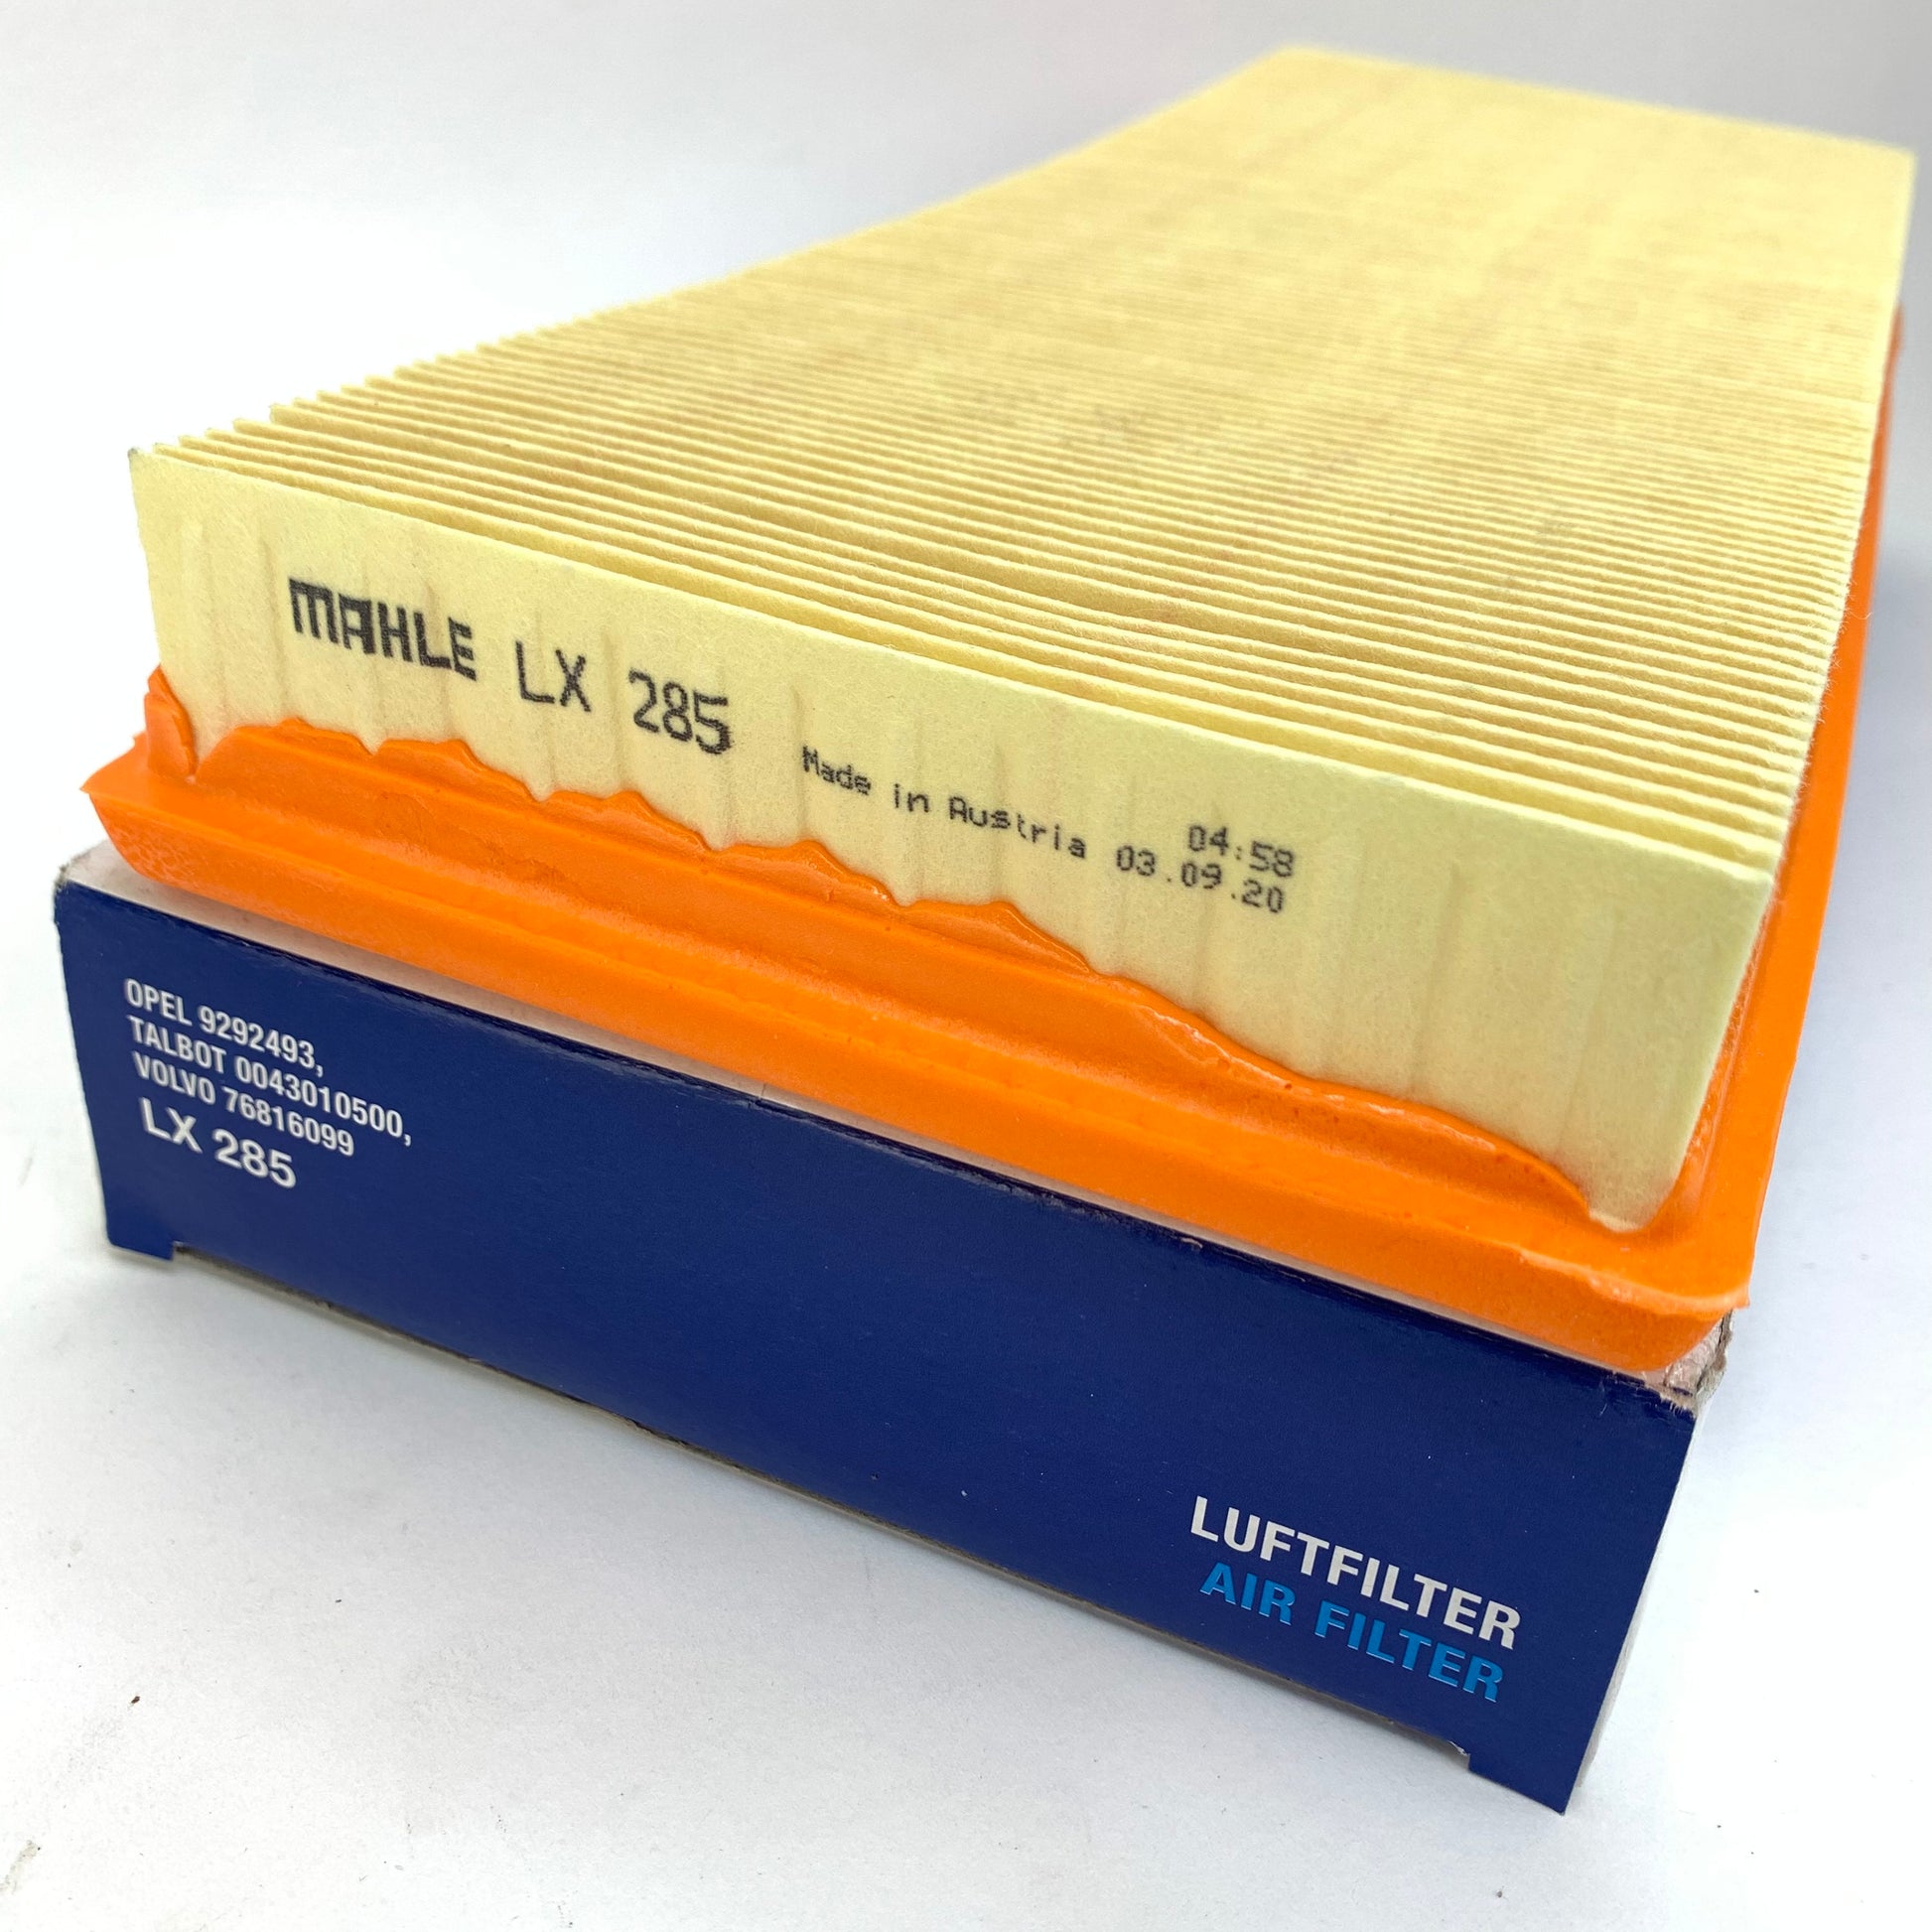 MAHLE LX 285
Made in Austria 03.09.20
04:58
OPEL 9292493,
TALBOT 0043010500,
VOLVO 76816099
LX 285
LUFTFILTER
AIR FILTER